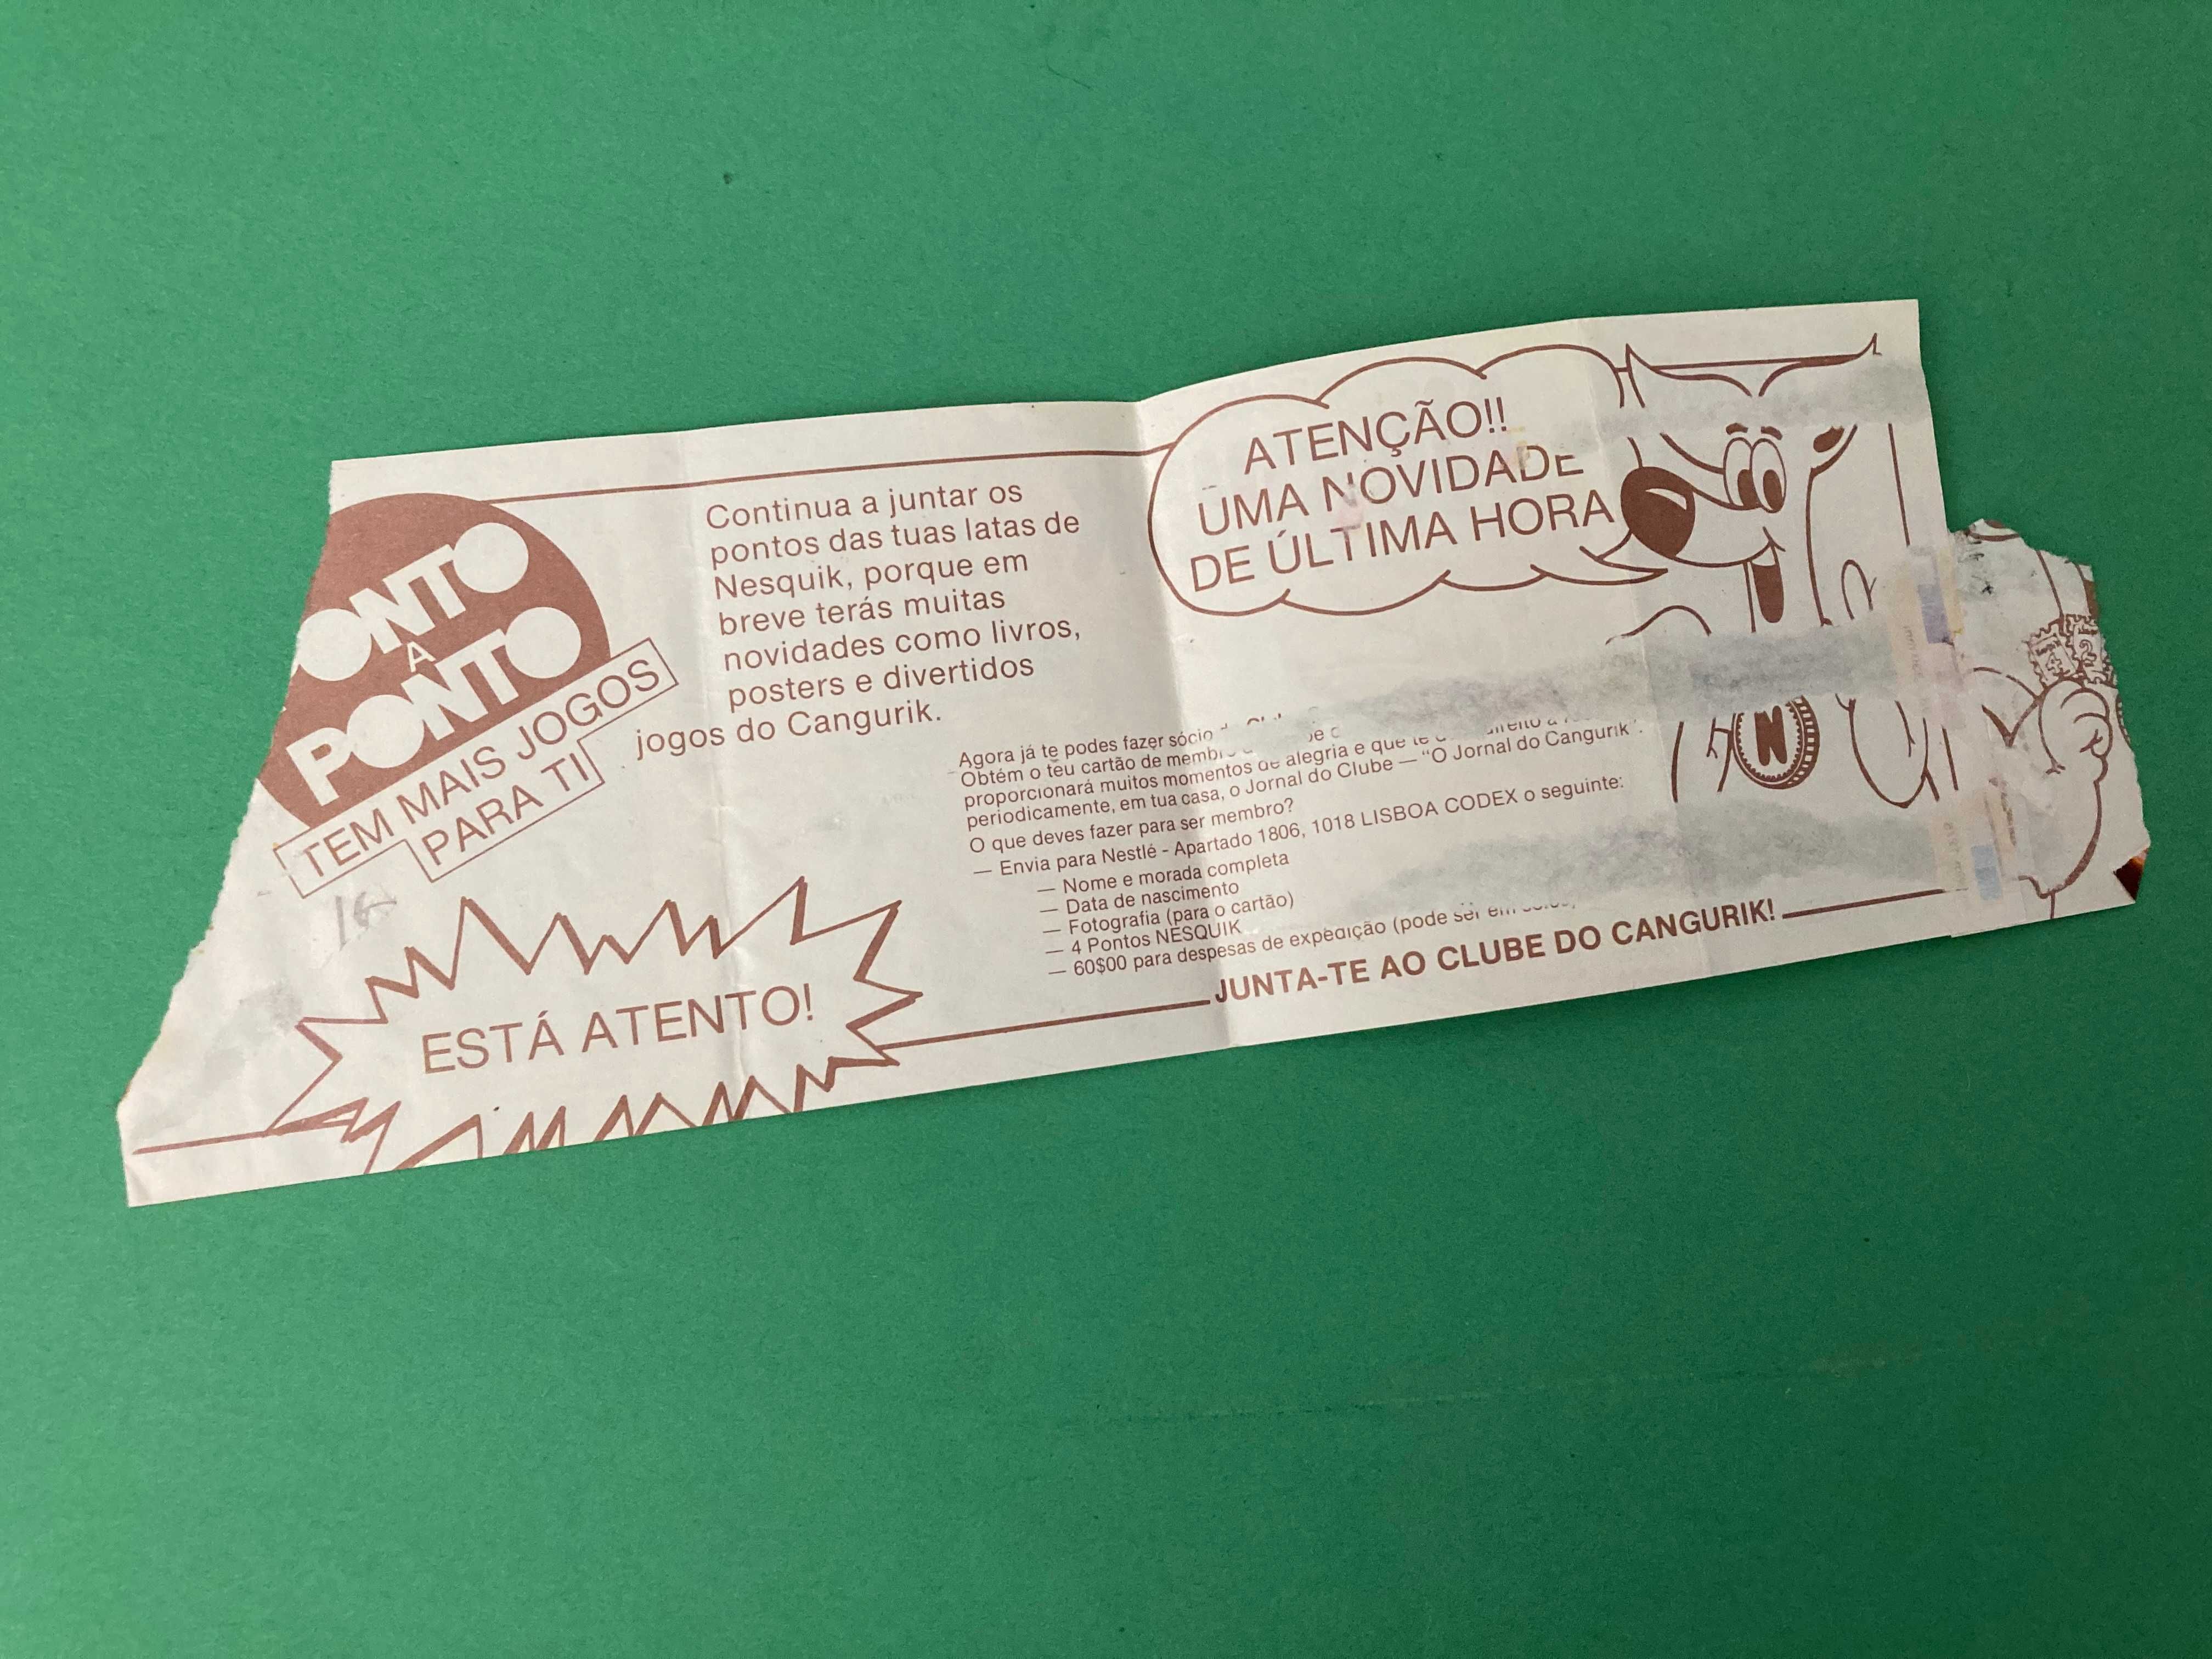 PONTO
A
PONTO
TEM MAIS JOGOS
PARA TI
Continua a juntar os
pontos das tuas latas de
Nesquik, porque em
breve terás muitas
novidades como livros,
posters e divertidos
jogos do Cangurik.
ESTÁ ATENTO!
ATENÇÃO!!
UMA NOVIDADE
DE ÚLTIMA HORA
Agora já te podes fazer sócio
Obtém o teu cartão de
proporcionará muitos momentos de alegria e que te
periodicamente, em tua casa, o Jornal do Clube — “O Jornal do Cangurik”.
O que deves fazer para ser membro?
— Envia para Nestlé - Apartado 1806, 1018 LISBOA CODEX o seguinte:
— Nome e morada completa
— Data de nascimento
— Fotografia (para o cartão)
— 4 Pontos NESQUIK
— 60$00 para despesas de expedição (pode ser em
JUNTA-TE AO CLUBE DO CANGURIK!
N
4
2